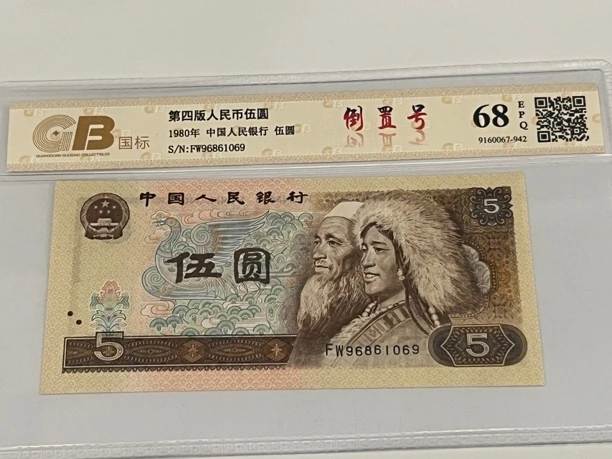 GB 国标
第四版人民币伍圆
1980年 中国人民银行 伍圆
S/N:FW96861069
倒置号
68 EPQ
9160067-942
中国人民银行
5
伍圆
5
FW96861069
5